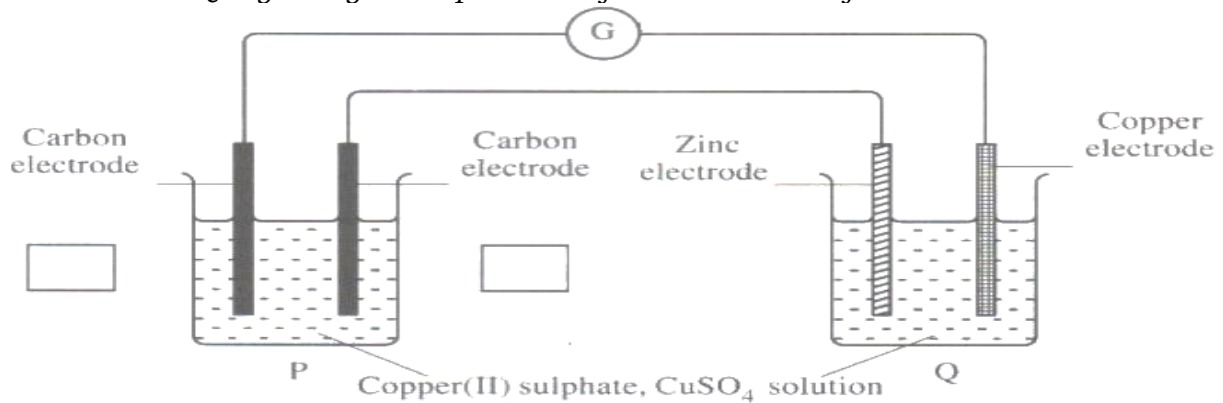 G
Carbon
electrode
Carbon
electrode
Zinc
electrode
Copper
electrode
P
Q
Copper(II) sulphate, CuSO₄ solution